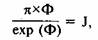 π×Φ
exp (Φ) = J,